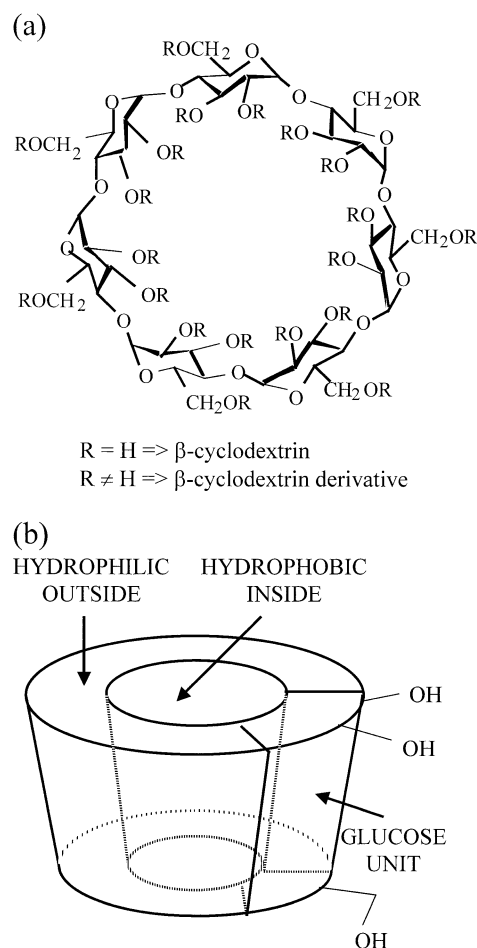 (a)
ROCH2 O
O O
RO OR
CH2OR
O
RO
RO
O
RO
CH2OR
RO
O
O
RO OR
O
CH2OR
O
O
OR
OR
CH2OR
O
O
OR
OR
ROCH2
O
O
OR
OR
ROCH2
O
R = H => β-cyclodextrin
R ≠ H => β-cyclodextrin derivative
(b)
HYDROPHILIC
OUTSIDE
HYDROPHOBIC
INSIDE
OH
OH
GLUCOSE
UNIT
OH